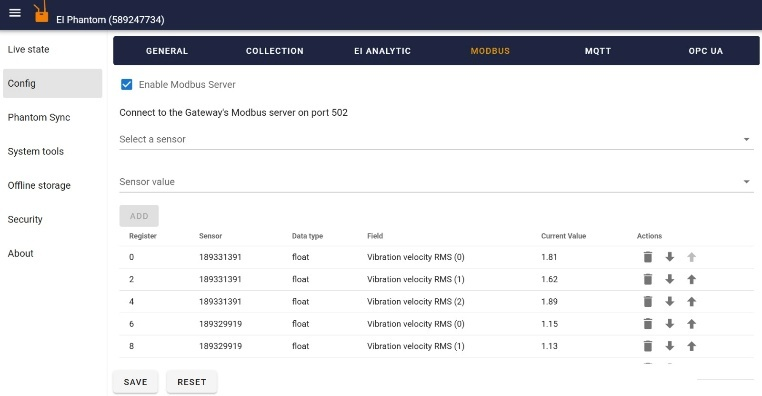 EI Phantom (589247734)
Live state
Config
Phantom Sync
System tools
Offline storage
Security
About
GENERAL COLLECTION EI ANALYTIC MODBUS MQTT OPC UA
Enable Modbus Server
Connect to the Gateway's Modbus server on port 502
Select a sensor
Sensor value
ADD
Register Sensor Data type Field Current Value Actions
0 189331391 float Vibration velocity RMS (0) 1.81
2 189331391 float Vibration velocity RMS (1) 1.62
4 189331391 float Vibration velocity RMS (2) 1.89
6 189329919 float Vibration velocity RMS (0) 1.15
8 189329919 float Vibration velocity RMS (1) 1.13
SAVE RESET